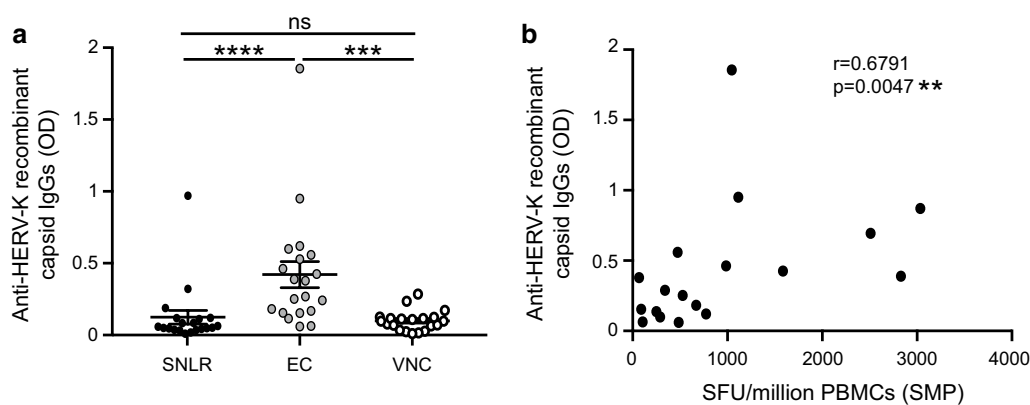 a
ns
****
***
Anti-HERV-K recombinant
capsid IgGs (OD)
2
1.5
1
0.5
0
SNLR
EC
VNC
b
r=0.6791
p=0.0047 **
Anti-HERV-K recombinant
capsid IgGs (OD)
2
1.5
1
0.5
0
0
1000
2000
3000
4000
SFU/million PBMCs (SMP)